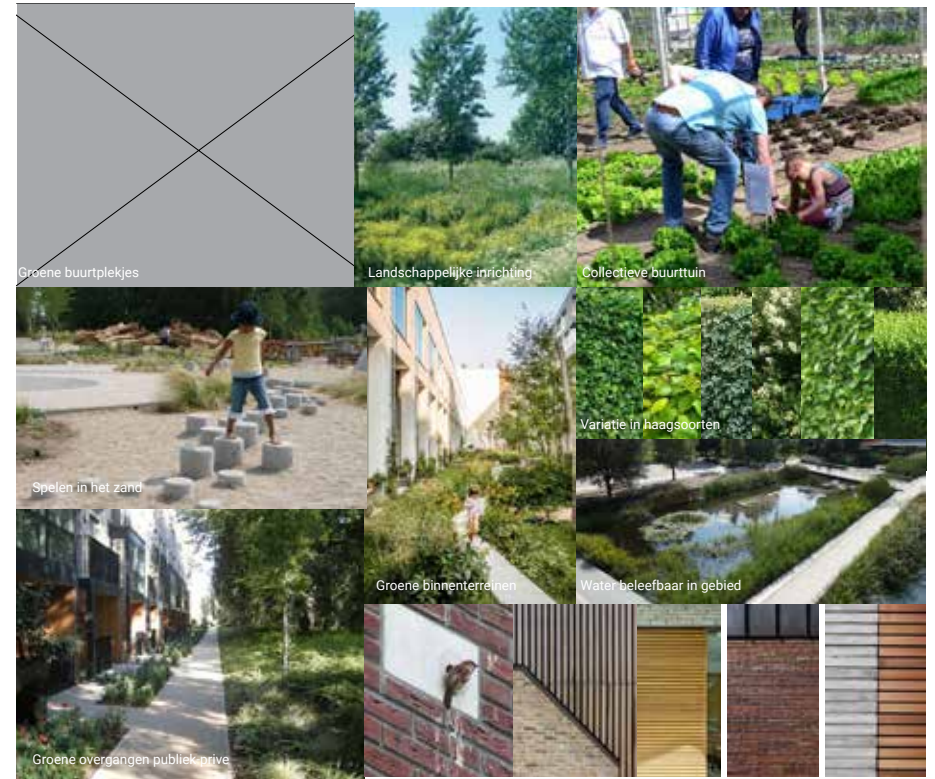 Groene buurtplekjes
Landschappelijke inrichting
Collectieve buurttuin
Spelen in het zand
Variatie in haagsoorten
Groene binnenterreinen
Water beleefbaar in gebied
Groene overgangen publiek-prive